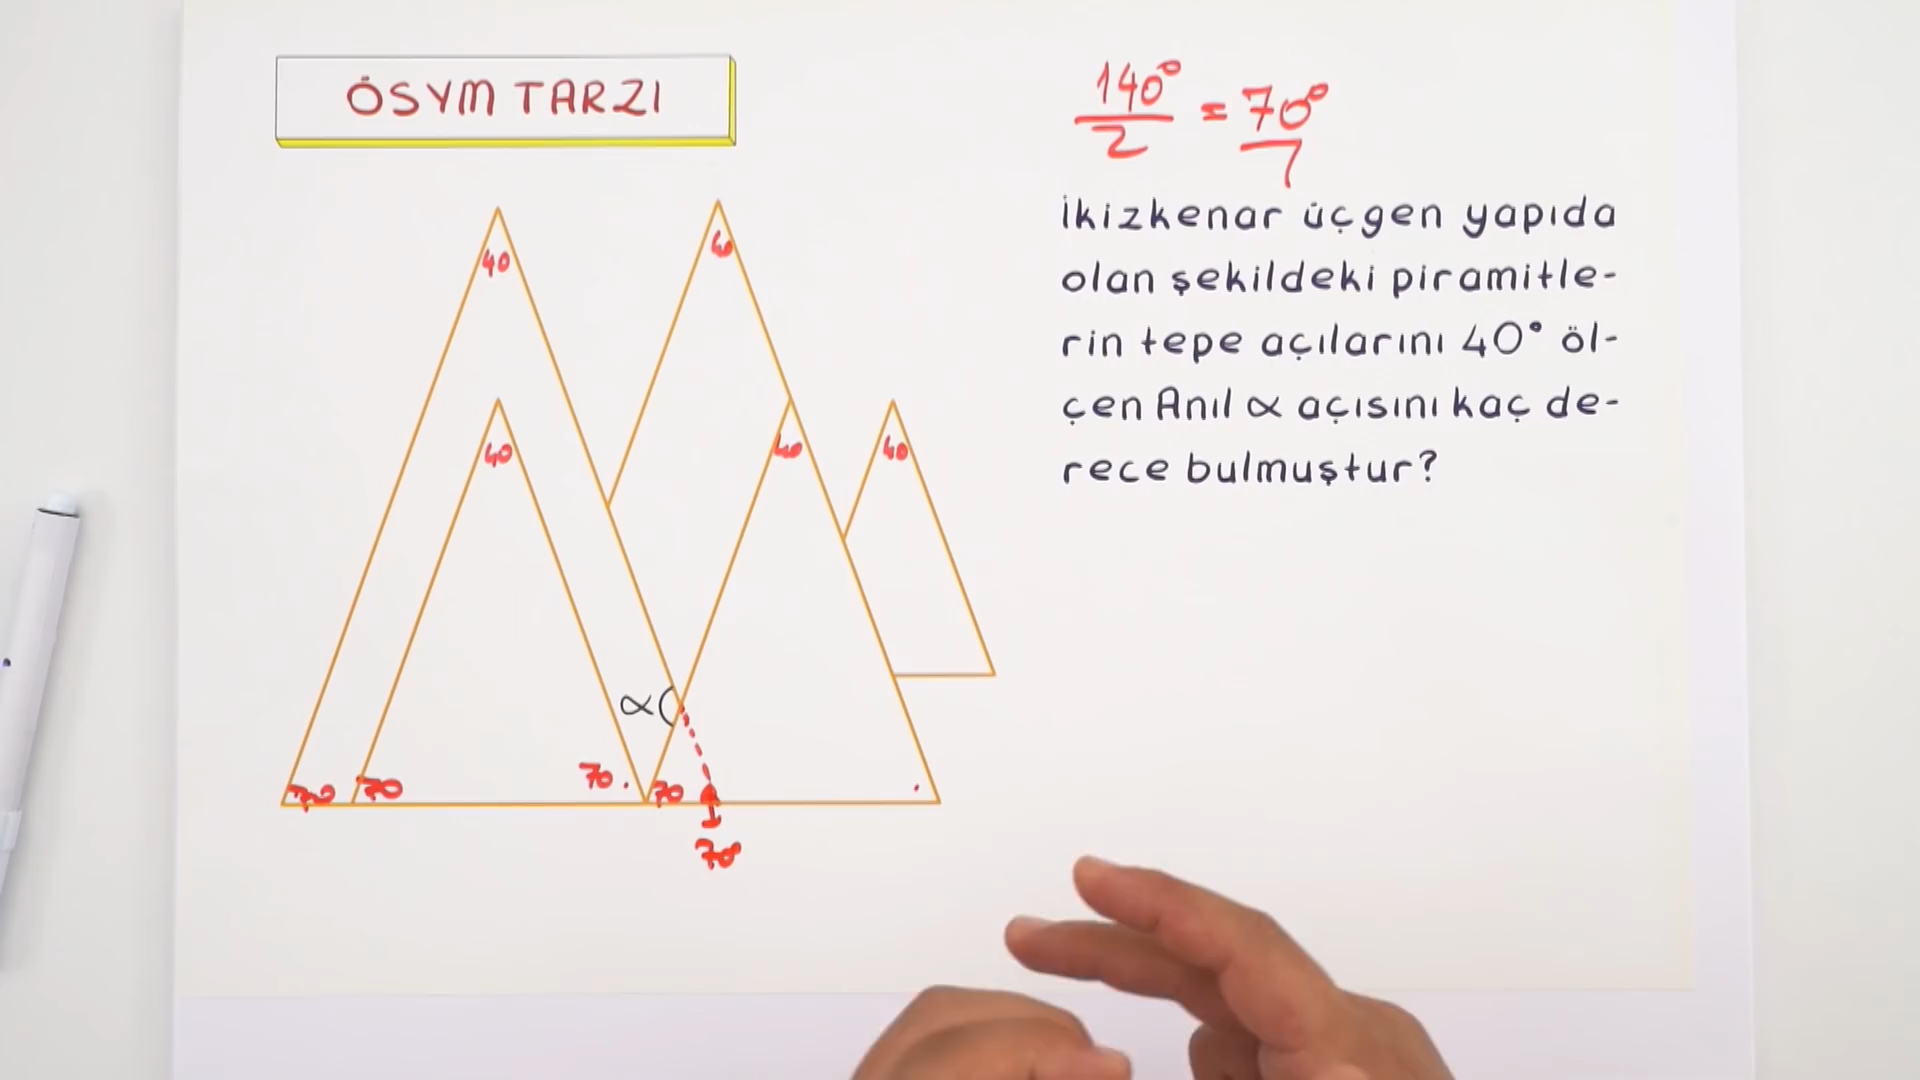 ÖSYM TARZI
140° / 2 = 70°
İkizkenar üçgen yapıda
olan şekildeki piramitle-
rin tepe açılarını 40° öl-
çen Anıl α açısını kaç de-
rece bulmuştur?
40
40
40
40
40
α
70
70
70
70
70°